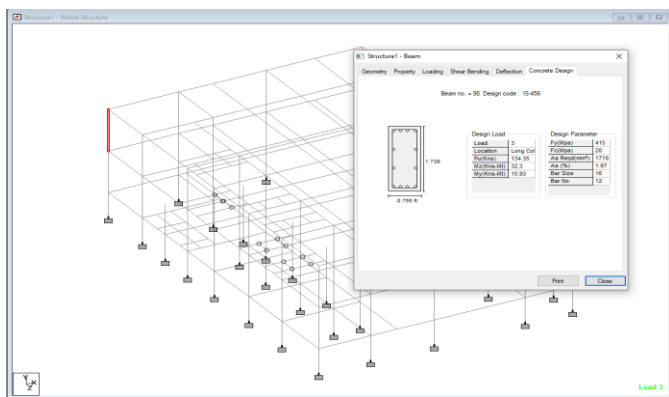 Structure1 - Whole Structure
Structure1 - Beam
Geometry Property Loading Shear Bending Deflection Concrete Design
Beam no. = 90 Design code : IS-456
1.739
0.766 ft
Design Load
Load 3
Location Long Col
Pu(Kns) 134.35
Mz(Kns-Mt) 32.3
My(Kns-Mt) 15.93
Design Parameter
Fy(Mpa) 415
Fc(Mpa) 20
As Reqd(mm²) 1710
As (%) 1.97
Bar Size 16
Bar No 12
Print Close
Y
X
Z
Load 3